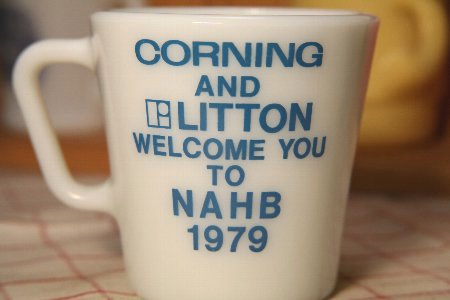 CORNING
AND
LITTON
WELCOME YOU
TO
NAHB
1979